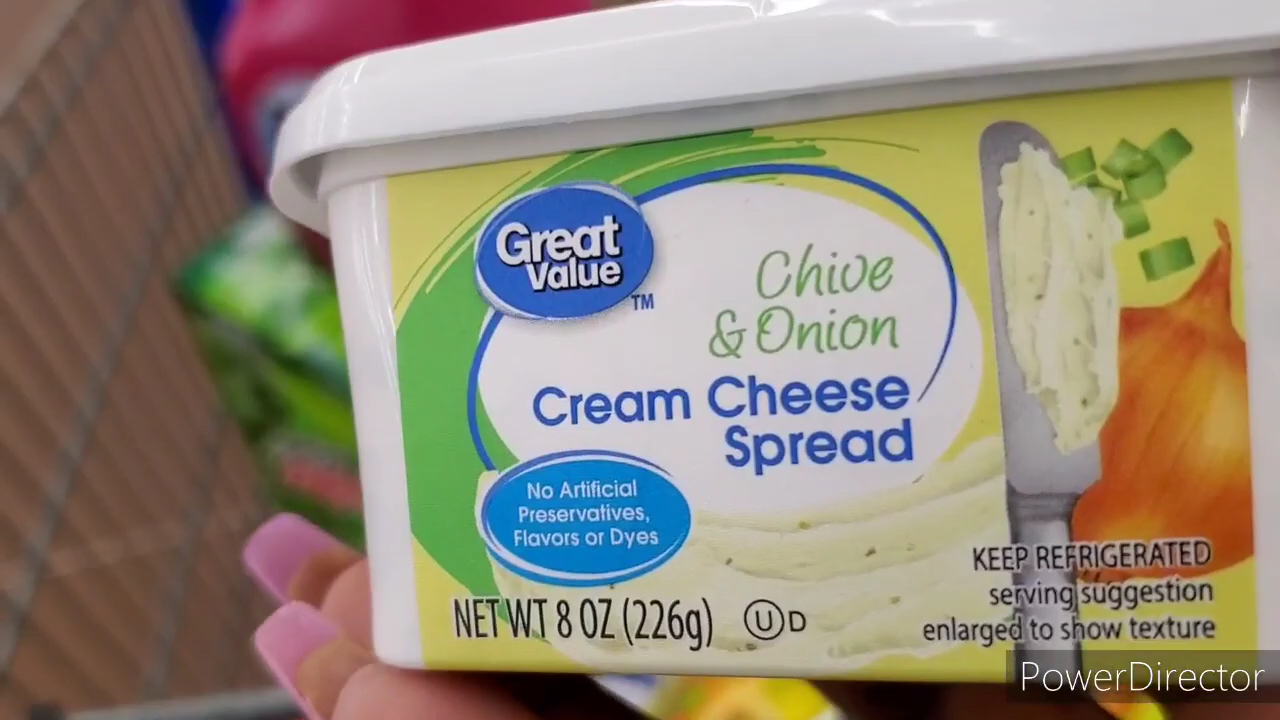 Great
Value
TM
Chive
& Onion
Cream Cheese
Spread
No Artificial
Preservatives,
Flavors or Dyes
NET WT 8 OZ (226g)
U D
KEEP REFRIGERATED
serving suggestion
enlarged to show texture
PowerDirector